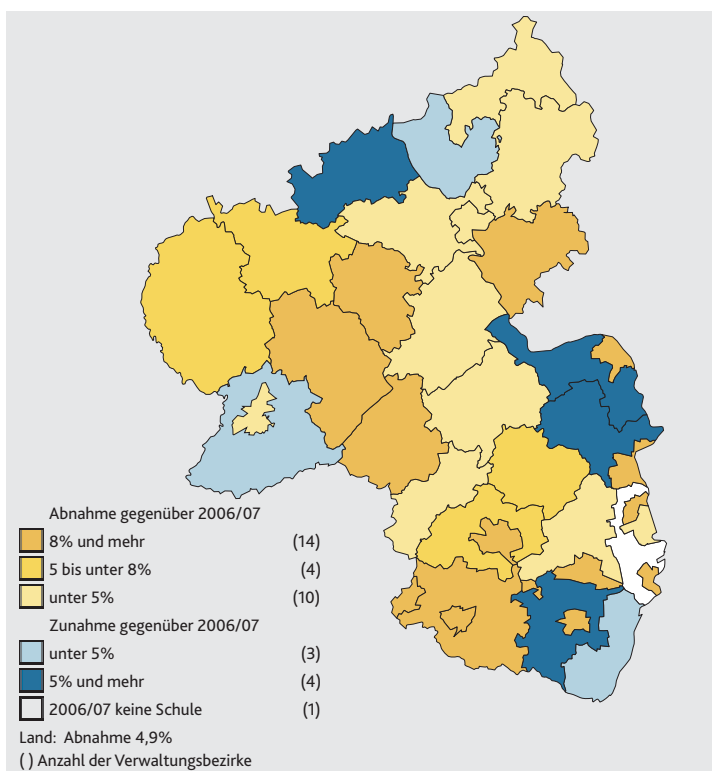 Abnahme gegenüber 2006/07
8% und mehr (14)
5 bis unter 8% (4)
unter 5% (10)
Zunahme gegenüber 2006/07
unter 5% (3)
5% und mehr (4)
2006/07 keine Schule (1)
Land: Abnahme 4,9%
( ) Anzahl der Verwaltungsbezirke